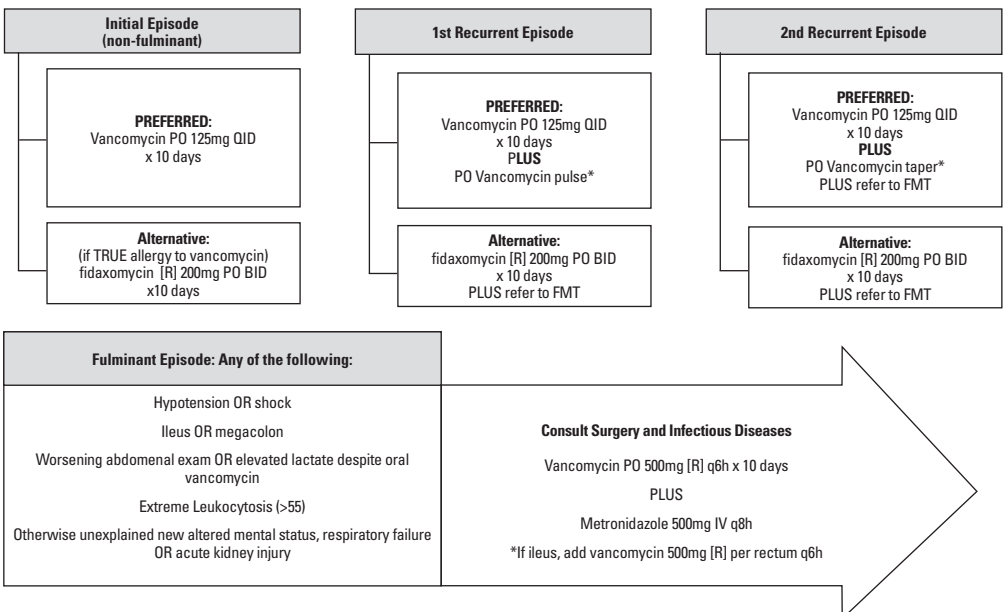 Initial Episode
(non-fulminant)
PREFERRED:
Vancomycin PO 125mg QID
x 10 days
Alternative:
(if TRUE allergy to vancomycin)
fidaxomycin [R] 200mg PO BID
x10 days
1st Recurrent Episode
PREFERRED:
Vancomycin PO 125mg QID
x 10 days
PLUS
PO Vancomycin pulse*
Alternative:
fidaxomycin [R] 200mg PO BID
x 10 days
PLUS refer to FMT
2nd Recurrent Episode
PREFERRED:
Vancomycin PO 125mg QID
x 10 days
PLUS
PO Vancomycin taper*
PLUS refer to FMT
Alternative:
fidaxomycin [R] 200mg PO BID
x 10 days
PLUS refer to FMT
Fulminant Episode: Any of the following:
Hypotension OR shock
Ileus OR megacolon
Worsening abdomenal exam OR elevated lactate despite oral
vancomycin
Extreme Leukocytosis (>55)
Otherwise unexplained new altered mental status, respiratory failure
OR acute kidney injury
Consult Surgery and Infectious Diseases
Vancomycin PO 500mg [R] q6h x 10 days
PLUS
Metronidazole 500mg IV q8h
*If ileus, add vancomycin 500mg [R] per rectum q6h